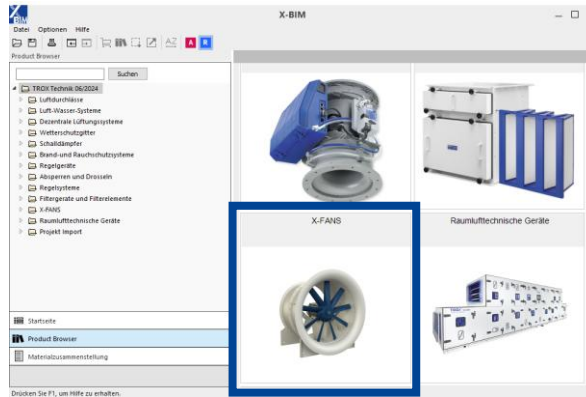 X-BIM
Datei Optionen Hilfe
Product Browser
Suchen
TROX Technik 06/2024
Luftdurchlässe
Luft-Wasser-Systeme
Dezentrale Lüftungssysteme
Wetterschutzgitter
Schalldämpfer
Brand-und Rauchschutzsysteme
Regelgeräte
Absperren und Drosseln
Regelsysteme
Filtergerate und Filterelemente
X-FANS
Raumlufttechnische Geräte
Projekt Import
Startseite
Product Browser
Materialzusammenstellung
Drücken Sie F1, um Hilfe zu erhalten.
X-FANS
Raumlufttechnische Geräte